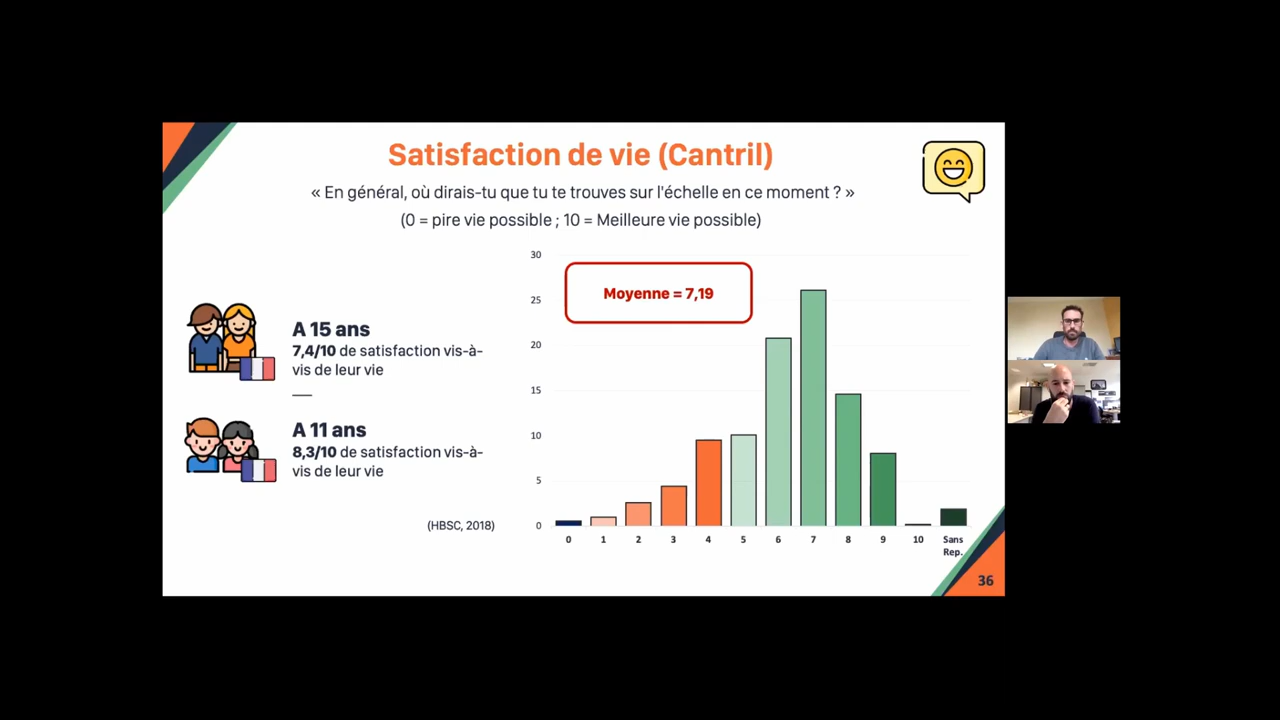 Satisfaction de vie (Cantril)
« En général, où dirais-tu que tu te trouves sur l'échelle en ce moment ? »
(0 = pire vie possible ; 10 = Meilleure vie possible)
A 15 ans
7,4/10 de satisfaction vis-à-
vis de leur vie
A 11 ans
8,3/10 de satisfaction vis-à-
vis de leur vie
(HBSC, 2018)
Moyenne = 7,19
30
25
20
15
10
5
0
0 1 2 3 4 5 6 7 8 9 10 Sans
Rep.
36